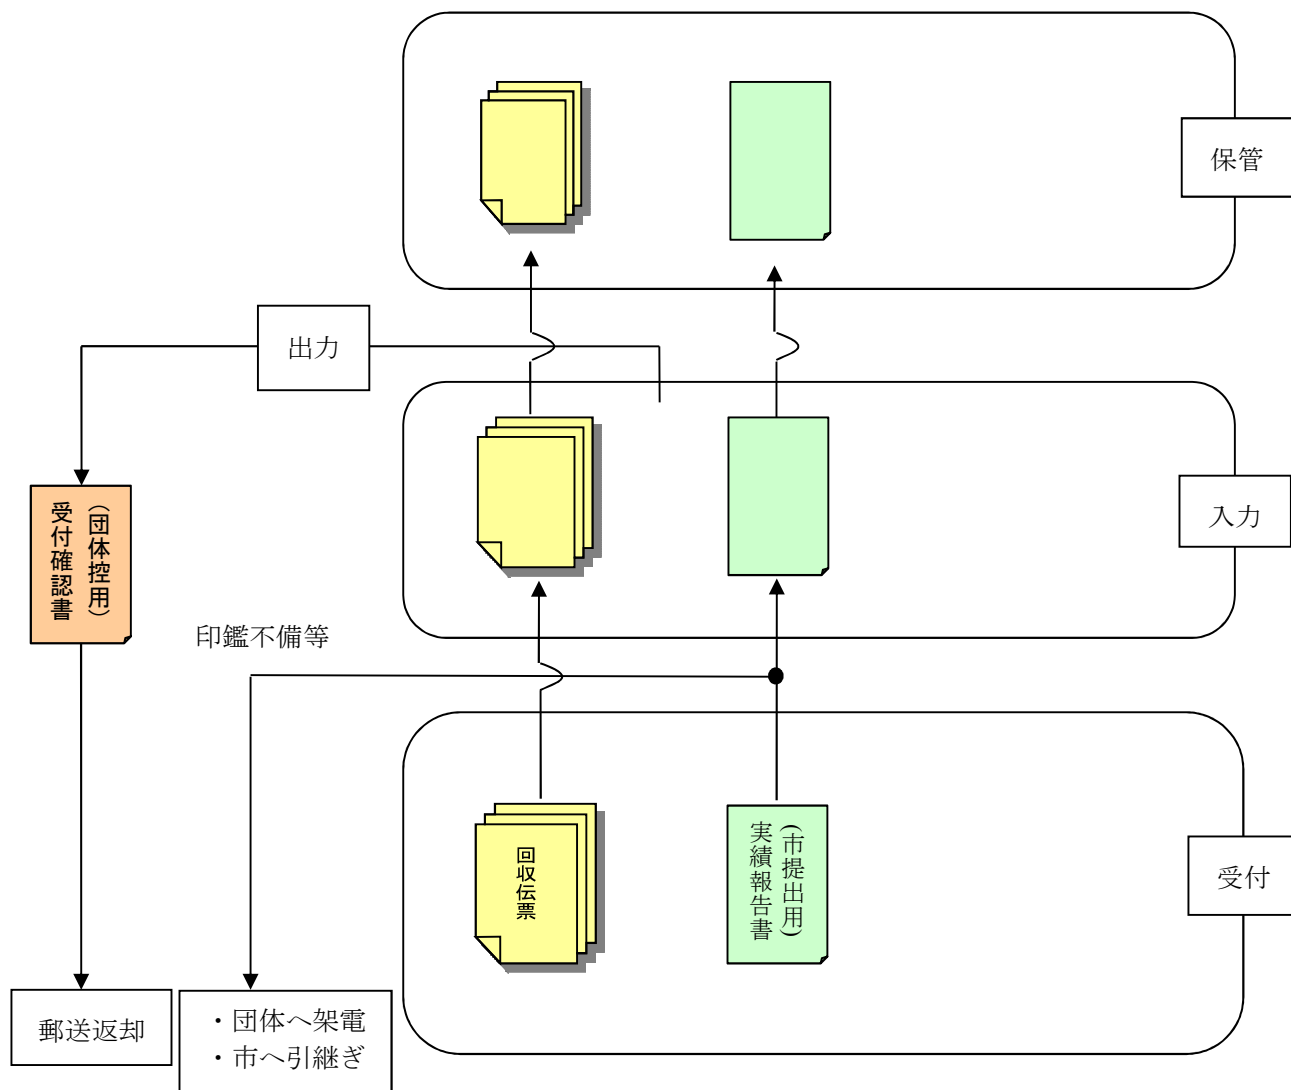 保管
出力
入力
（団体控用）
受付確認書
印鑑不備等
回収伝票
（市提出用）
実績報告書
受付
郵送返却
・団体へ架電
・市へ引継ぎ